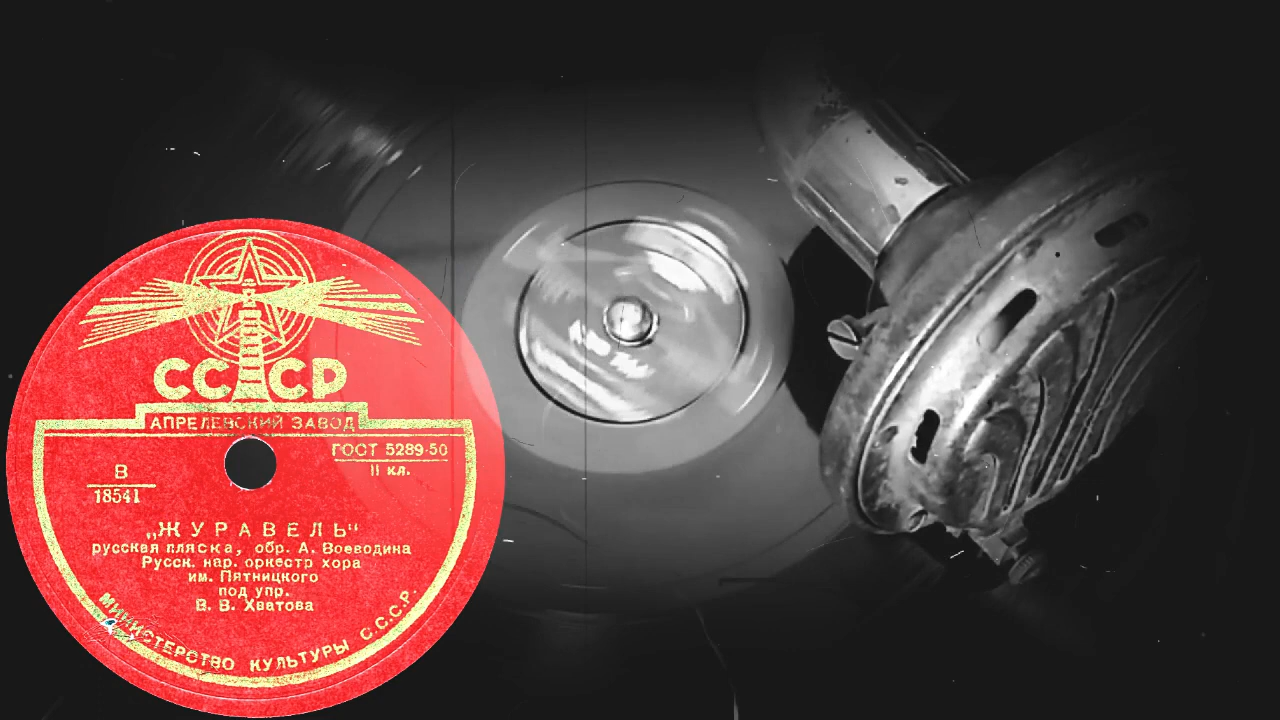 СССР
АПРЕЛЕВСКИЙ ЗАВОД
ГОСТ 5289-50
II кл.
В
18541
„ЖУРАВЕЛЬ“
русская пляска, обр. А. Воеводина
Русск. нар. оркестр хора
им. Пятницкого
под упр.
В. В. Хватова
МИНИСТЕРСТВО КУЛЬТУРЫ С.С.С.Р.